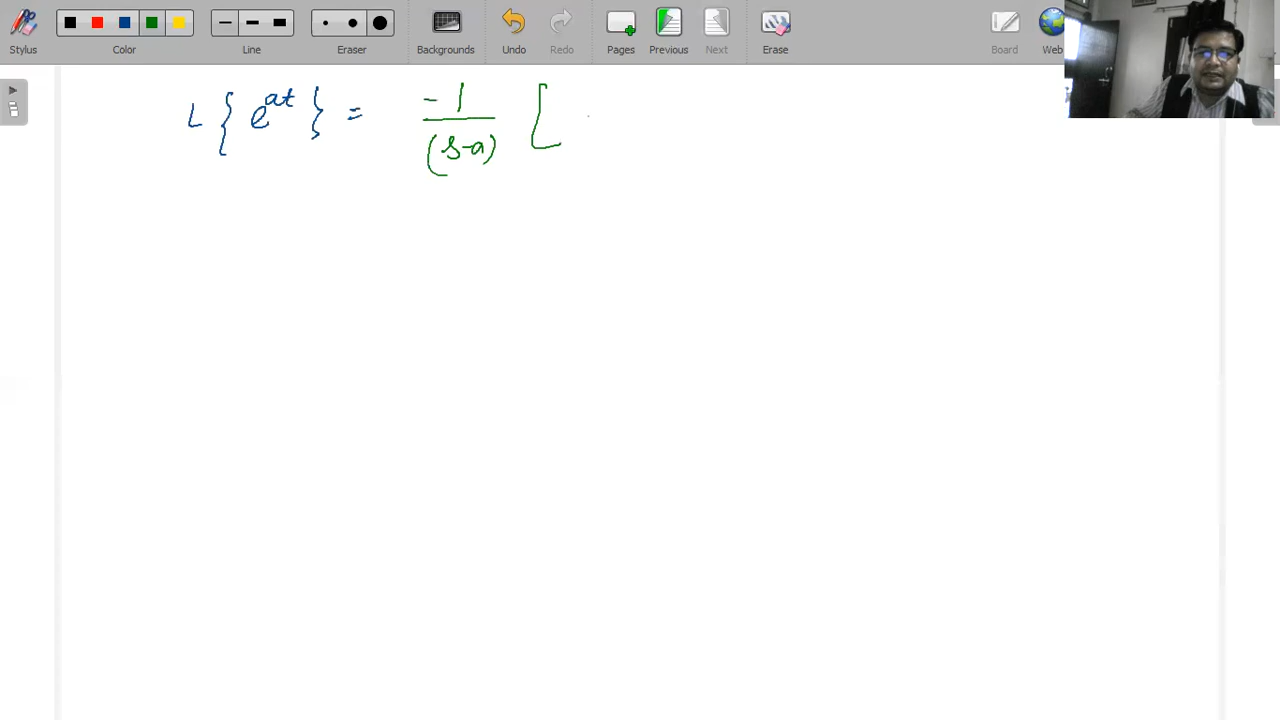 Stylus Color Line Eraser Backgrounds Undo Redo Pages Previous Next Erase Board Web
L{e^{at}} = -1/(s-a) [